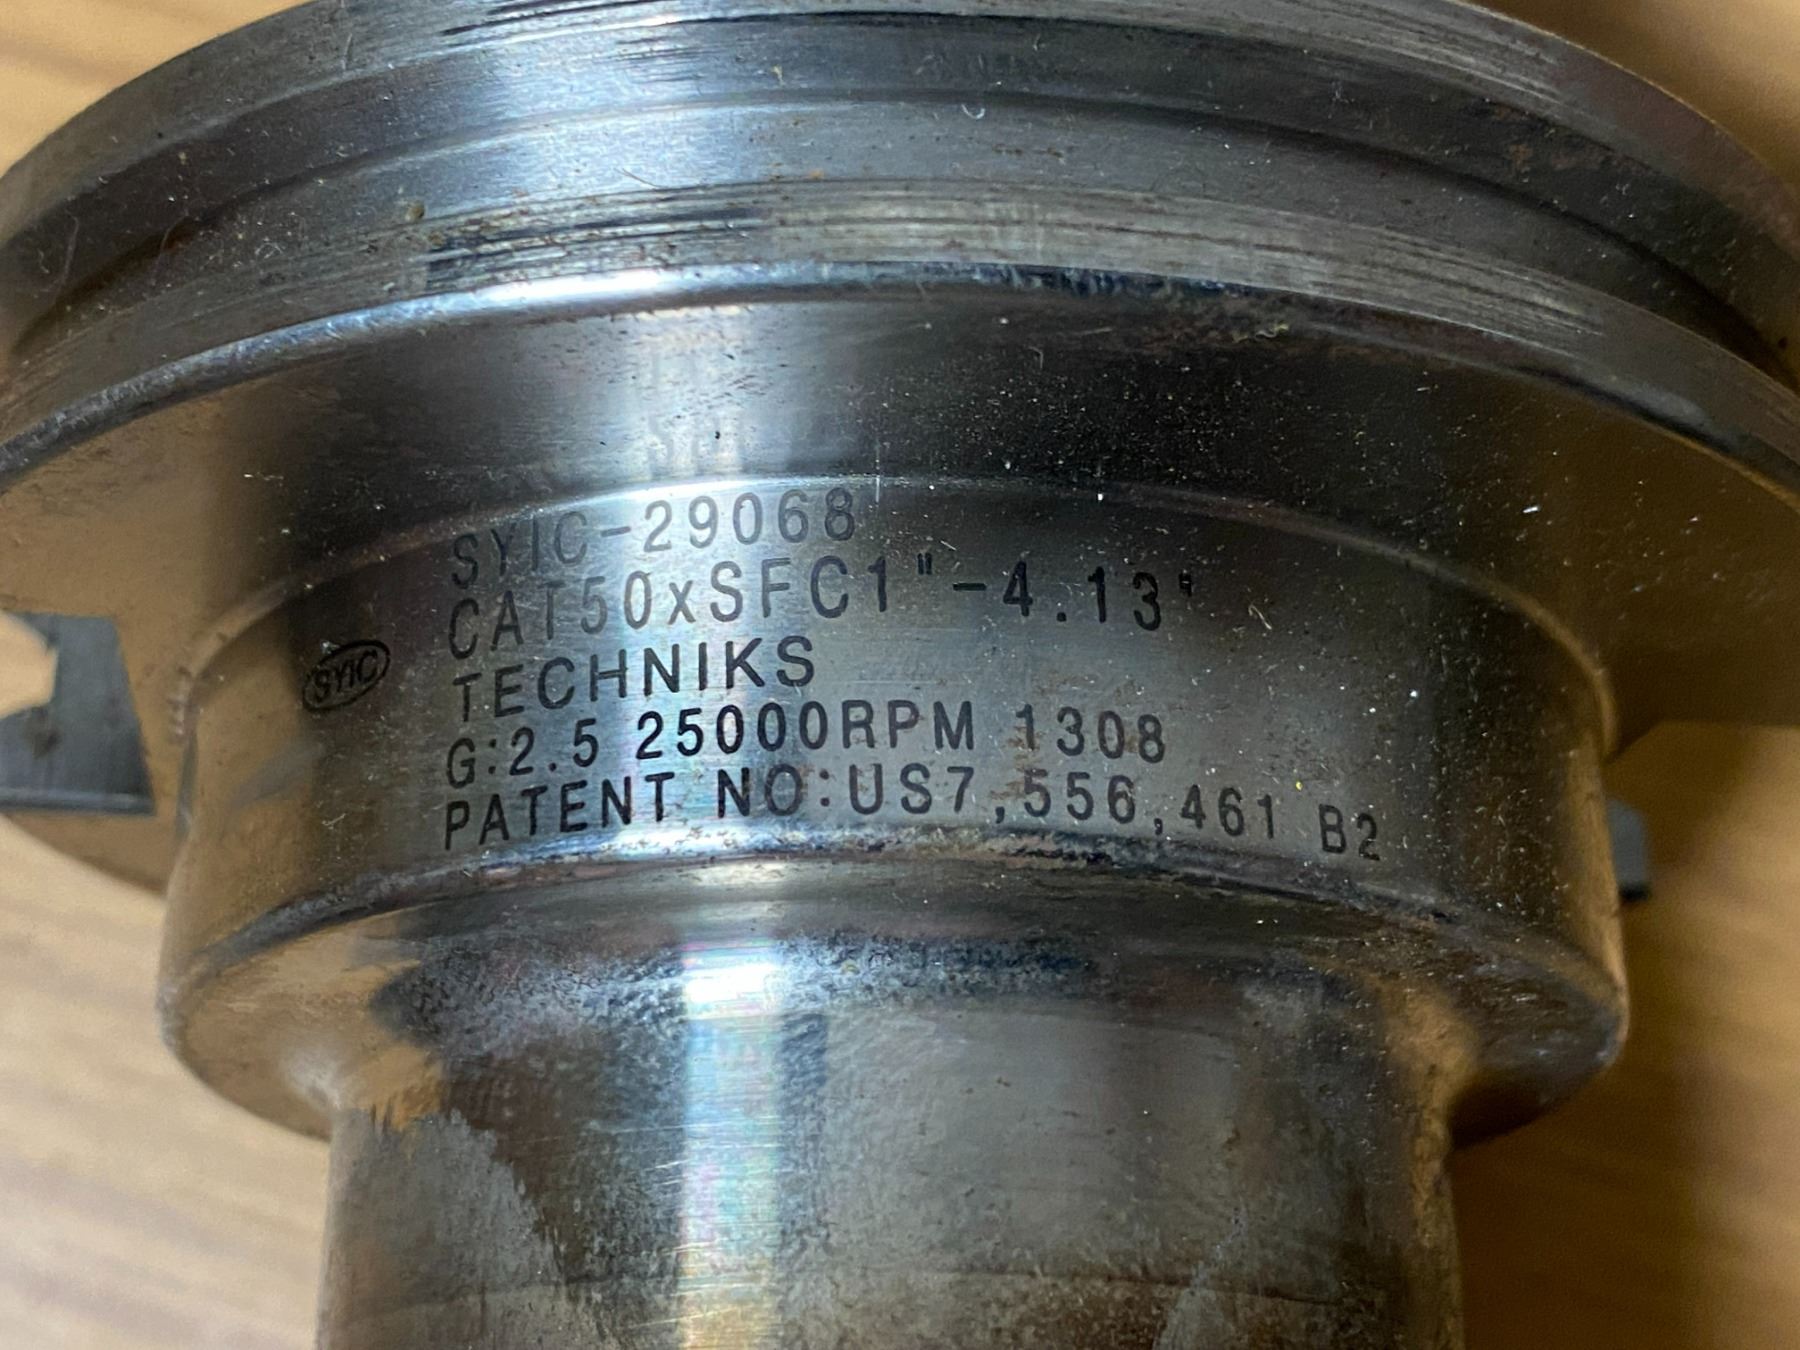 SYIC-29068
CAT50xSFC1"-4.13"
SYIC
TECHNIKS
G:2.5 25000RPM 1308
PATENT NO:US7,556,461 B2